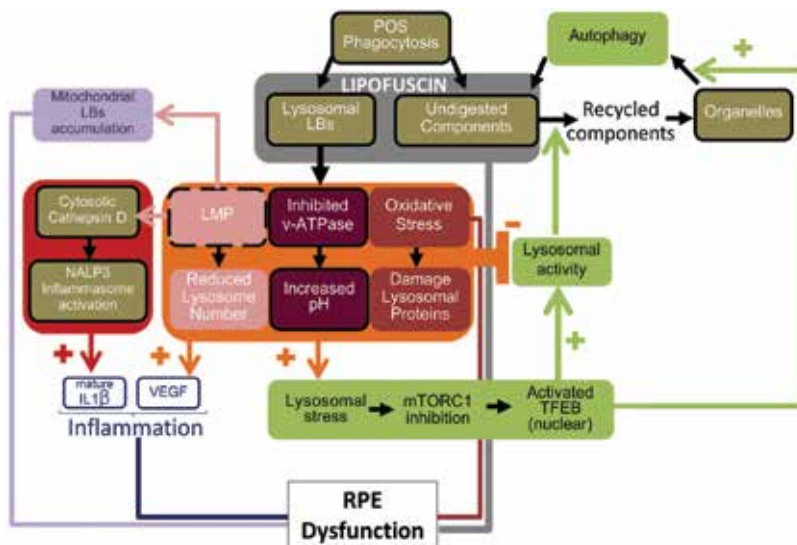 POS
Phagocytosis
Autophagy
+
LIPOFUSCIN
Mitochondrial
LBs
accumulation
Lysosomal
LBs
Undigested
Components
Recycled
components
Organelles
Cytosolic
Cathepsin D
LMP
Inhibited
v-ATPase
Oxidative
Stress
-
Lysosomal
activity
NALP3
Inflammasome
activation
Reduced
Lysosome
Number
Increased
pH
Damage
Lysosomal
Proteins
+
+
+
+
mature
IL1β
VEGF
Inflammation
Lysosomal
stress
mTORC1
inhibition
Activated
TFEB
(nuclear)
RPE
Dysfunction